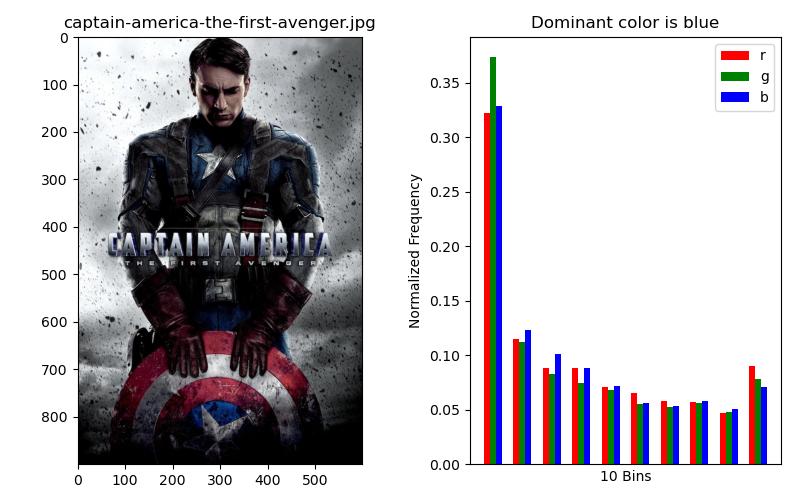 captain-america-the-first-avenger.jpg
0
100
200
300
400
500
600
700
800
0 100 200 300 400 500
CAPTAIN AMERICA
THE FIRST AVENGER
Dominant color is blue
r
g
b
Normalized Frequency
0.35
0.30
0.25
0.20
0.15
0.10
0.05
0.00
10 Bins